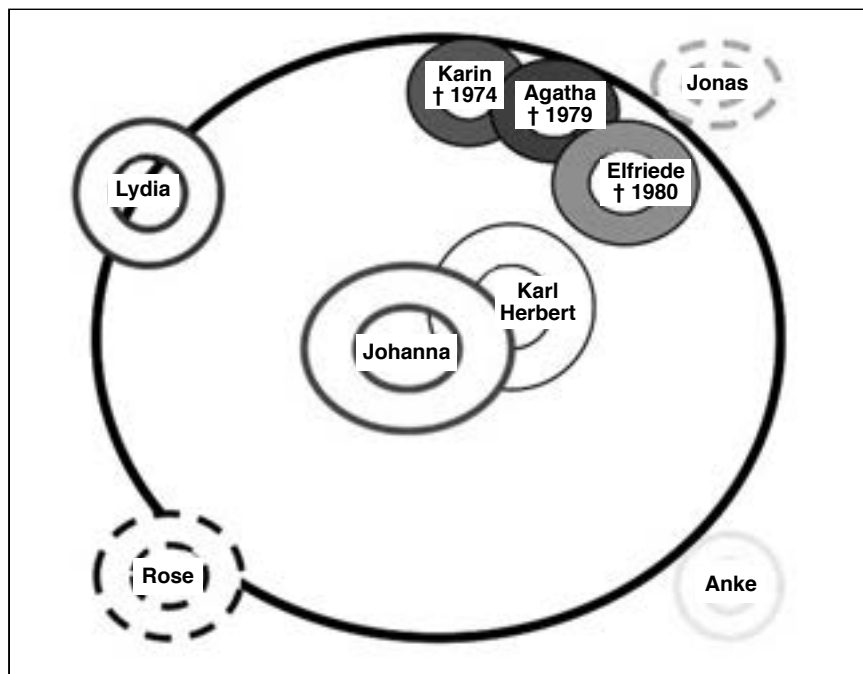 Karin
† 1974
Agatha
† 1979
Jonas
Elfriede
† 1980
Lydia
Karl
Herbert
Johanna
Rose
Anke